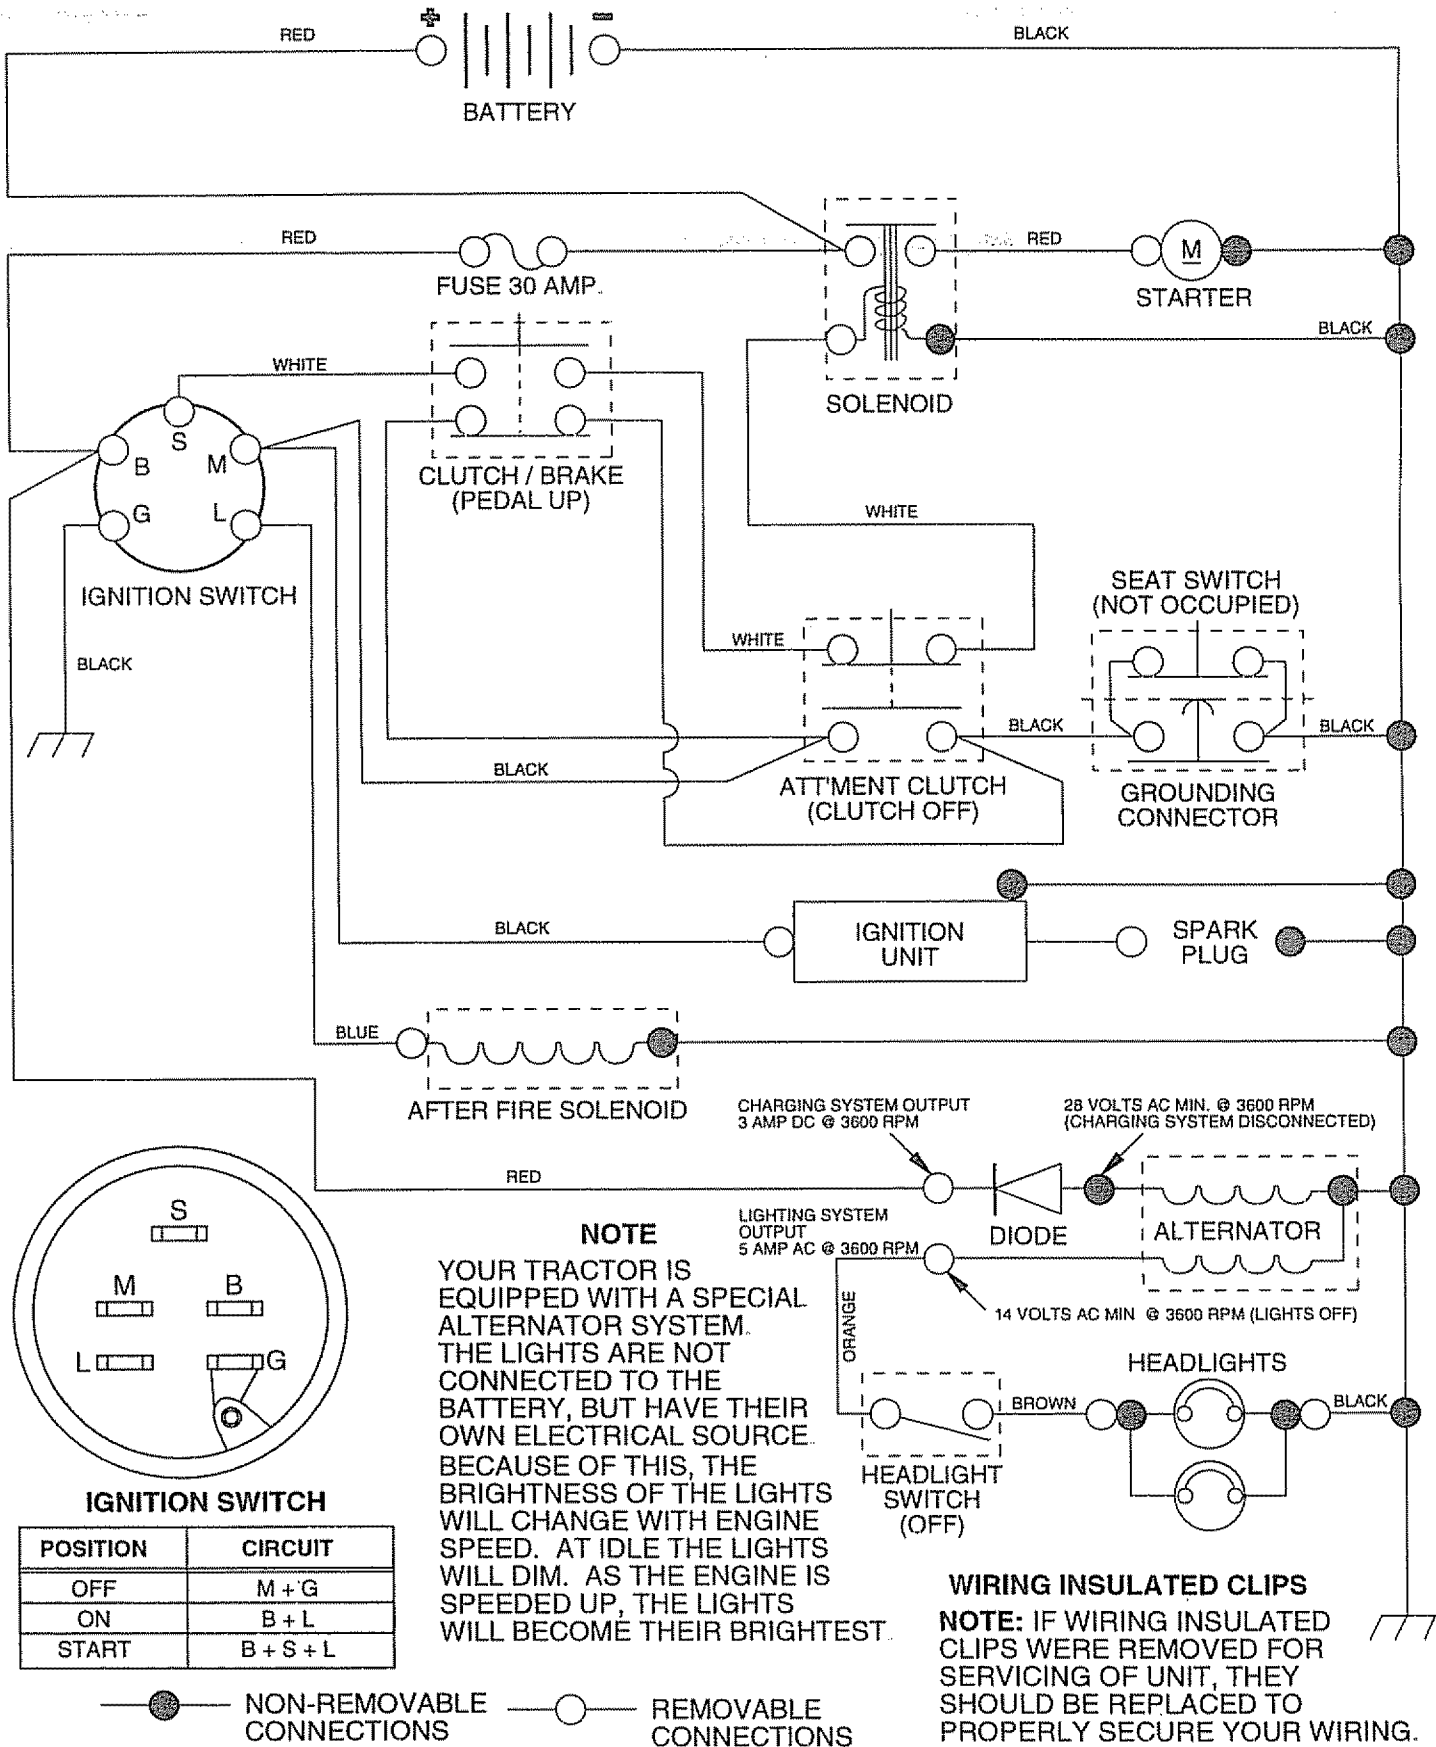 +
−
RED
BLACK
BATTERY
RED
FUSE 30 AMP.
RED
M
STARTER
BLACK
SOLENOID
WHITE
S
B
M
G
L
IGNITION SWITCH
CLUTCH / BRAKE
(PEDAL UP)
WHITE
BLACK
WHITE
SEAT SWITCH
(NOT OCCUPIED)
BLACK
BLACK
BLACK
ATT'MENT CLUTCH
(CLUTCH OFF)
GROUNDING
CONNECTOR
BLACK
IGNITION
UNIT
SPARK
PLUG
BLUE
AFTER FIRE SOLENOID
CHARGING SYSTEM OUTPUT
3 AMP DC @ 3600 RPM
28 VOLTS AC MIN. @ 3600 RPM
(CHARGING SYSTEM DISCONNECTED)
RED
DIODE
ALTERNATOR
LIGHTING SYSTEM
OUTPUT
5 AMP AC @ 3600 RPM
14 VOLTS AC MIN @ 3600 RPM (LIGHTS OFF)
ORANGE
HEADLIGHTS
BROWN
BLACK
HEADLIGHT
SWITCH
(OFF)
S
M
B
L
G
IGNITION SWITCH
POSITION CIRCUIT
OFF M + G
ON B + L
START B + S + L
NOTE
YOUR TRACTOR IS
EQUIPPED WITH A SPECIAL
ALTERNATOR SYSTEM.
THE LIGHTS ARE NOT
CONNECTED TO THE
BATTERY, BUT HAVE THEIR
OWN ELECTRICAL SOURCE.
BECAUSE OF THIS, THE
BRIGHTNESS OF THE LIGHTS
WILL CHANGE WITH ENGINE
SPEED. AT IDLE THE LIGHTS
WILL DIM. AS THE ENGINE IS
SPEEDED UP, THE LIGHTS
WILL BECOME THEIR BRIGHTEST.
WIRING INSULATED CLIPS
NOTE: IF WIRING INSULATED
CLIPS WERE REMOVED FOR
SERVICING OF UNIT, THEY
SHOULD BE REPLACED TO
PROPERLY SECURE YOUR WIRING.
NON-REMOVABLE
CONNECTIONS
REMOVABLE
CONNECTIONS